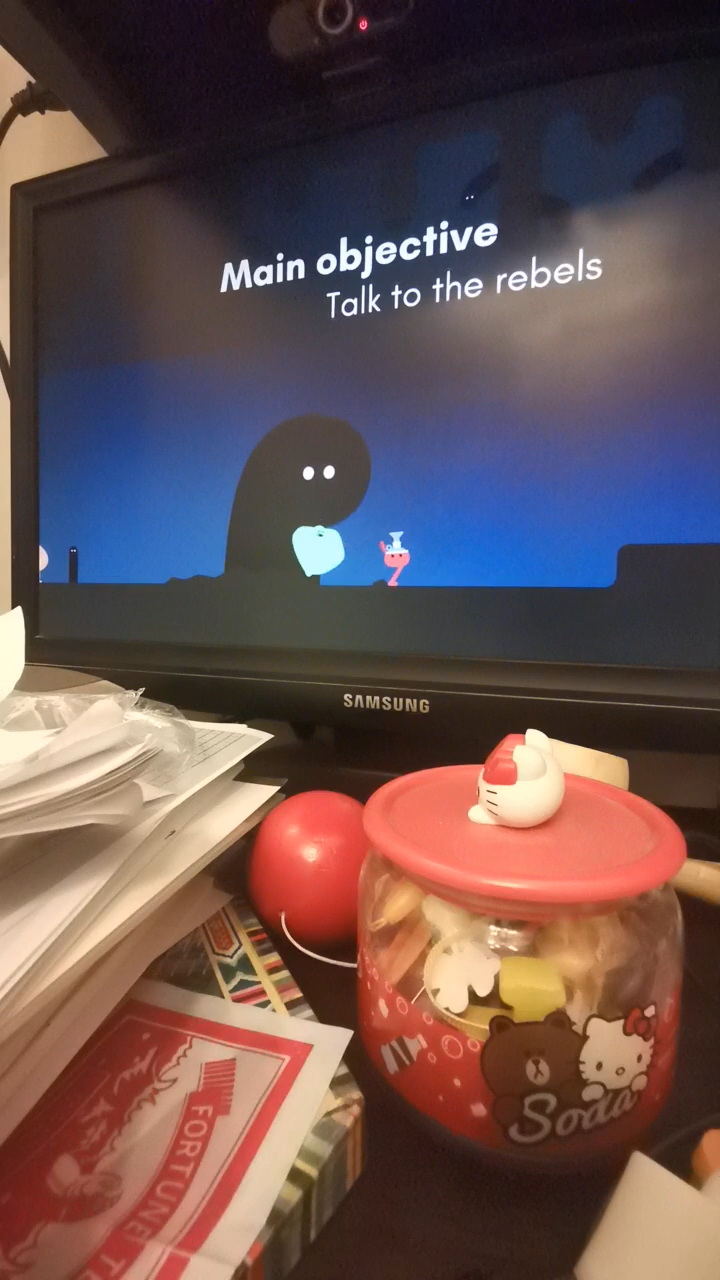 Main objective
Talk to the rebels
SAMSUNG
Soda
FORTUNE